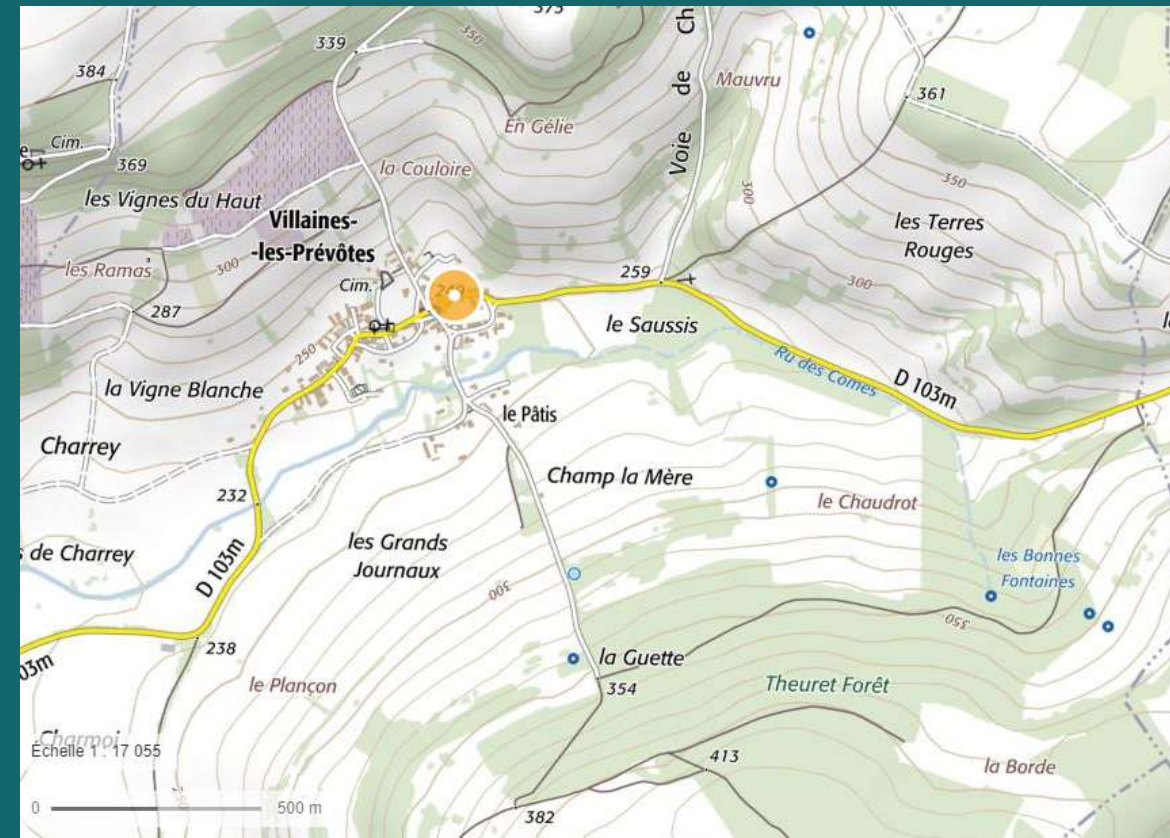 375
339
350
384
Cim.
369
En Gélie
Mauvru
361
Voie de Ch
la Couloire
les Vignes du Haut
Villaines-
-les-Prévôtes
350
300
les Terres
Rouges
les Ramas
300
Cim.
259
300
287
250
le Saussis
Ru des Comes
D 103m
la Vigne Blanche
le Pâtis
Charrey
Champ la Mère
232
le Chaudrot
s de Charrey
les Grands
Journaux
les Bonnes
Fontaines
D 103m
300
350
238
03m
la Guette
354
le Plançon
Theuret Forêt
Charmoi
Échelle 1 : 17 055
413
la Borde
250
0
500 m
382